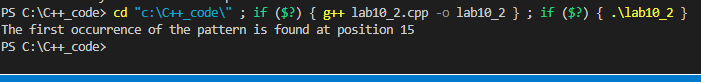 PS C:\C++_code> cd "c:\C++_code\" ; if ($?) { g++ lab10_2.cpp -o lab10_2 } ; if ($?) { .\lab10_2 }
The first occurrence of the pattern is found at position 15
PS C:\C++_code>